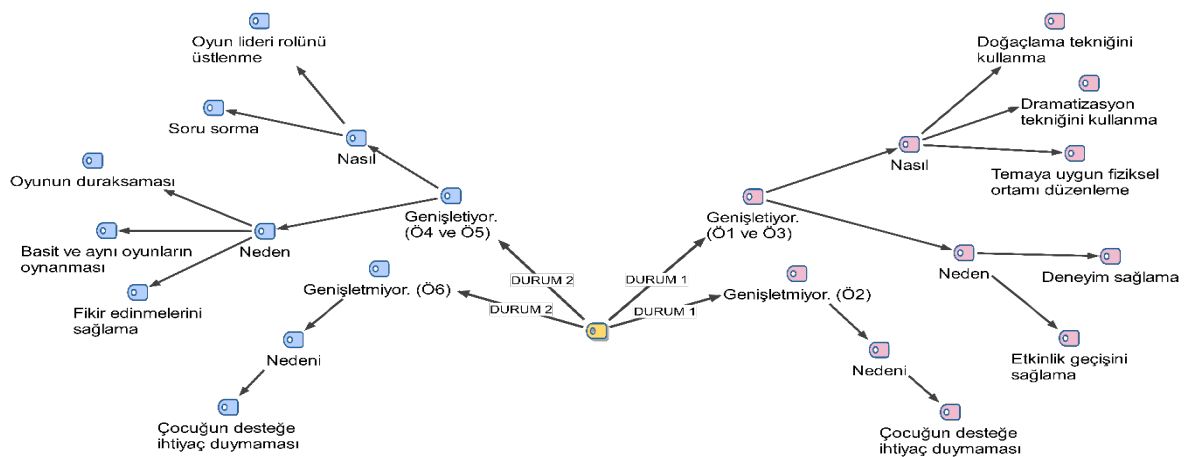 Oyun lideri rolünü
üstlenme
Soru sorma
Nasıl
Oyunun duraksaması
Basit ve aynı oyunların
oynanması
Neden
Fikir edinmelerini
sağlama
Genişletiyor.
(Ö4 ve Ö5)
DURUM 2
Genişletmiyor. (Ö6)
DURUM 2
Nedeni
Çocuğun desteğe
ihtiyaç duymaması
Doğaçlama tekniğini
kullanma
Dramatizasyon
tekniğini kullanma
Nasıl
Temaya uygun fiziksel
ortamı düzenleme
Genişletiyor.
(Ö1 ve Ö3)
DURUM 1
Neden
Deneyim sağlama
Etkinlik geçişini
sağlama
Genişletmiyor. (Ö2)
DURUM 1
Nedeni
Çocuğun desteğe
ihtiyaç duymaması